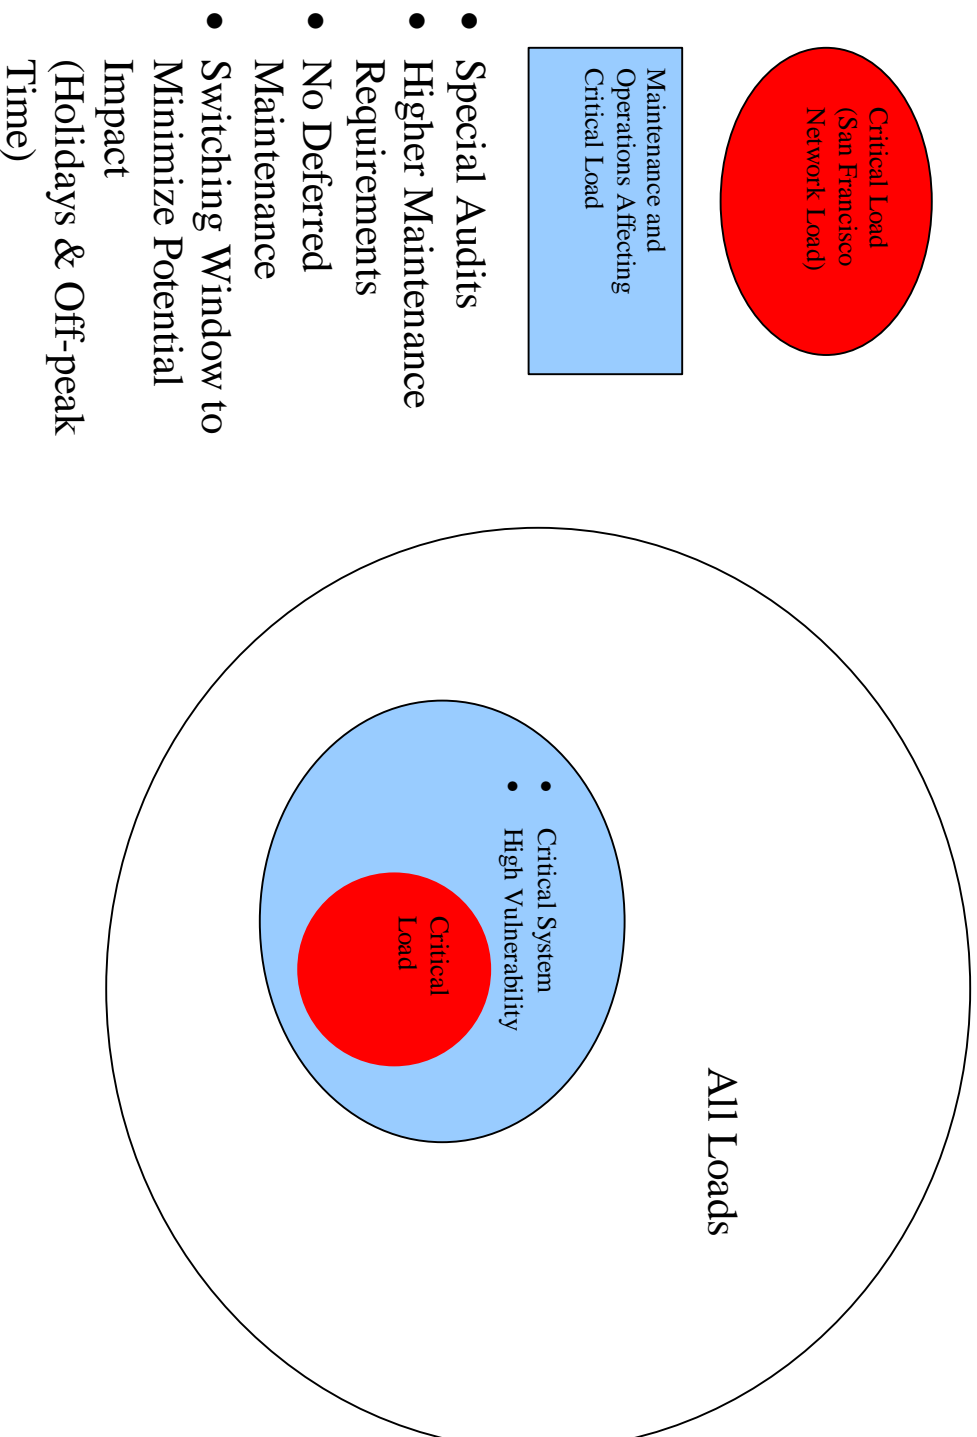 Critical Load
(San Francisco
Network Load)
Maintenance and
Operations Affecting
Critical Load
• Special Audits
• Higher Maintenance
Requirements
• No Deferred
Maintenance
• Switching Window to
Minimize Potential
Impact
(Holidays & Off-peak
Time)
All Loads
• Critical System
• High Vulnerability
Critical
Load